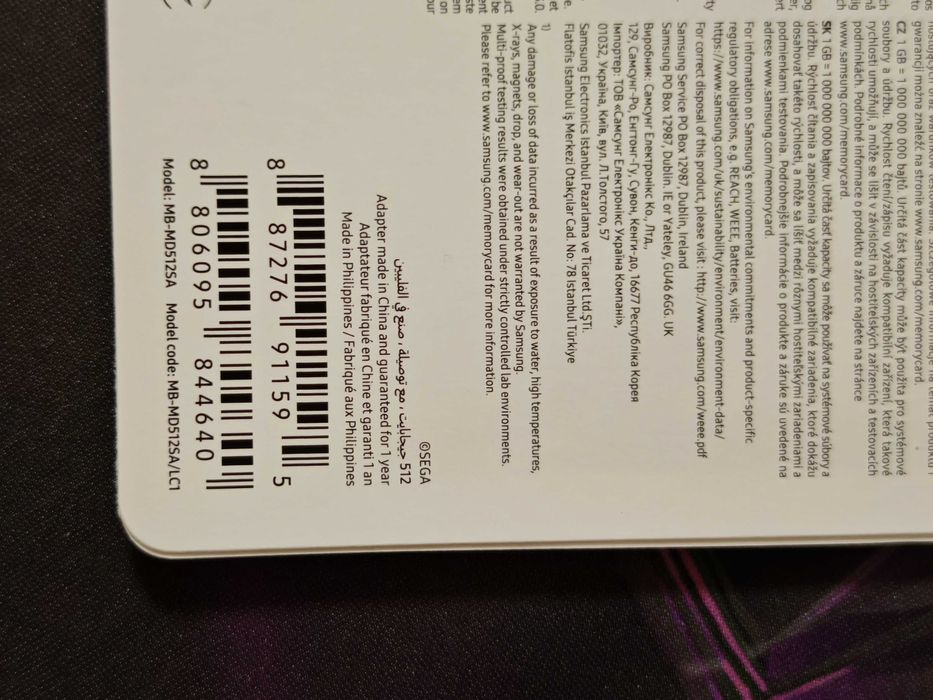 gwarancji można znaleźć na stronie www.samsung.com/memorycard.
CZ 1 GB = 1 000 000 000 bajtů. Určitá část kapacity může být použita pro systémové
soubory a údržbu. Rychlost čtení/zápisu vyžaduje kompatibilní zařízení, která takové
rychlosti umožňují, a může se lišit v závislosti na hostitelských zařízeních a testovacích
podmínkách. Podrobné informace o produktu a záruce najdete na stránce
www.samsung.com/memorycard.
SK 1 GB = 1 000 000 000 bajtov. Určitá časť kapacity sa môže používať na systémové súbory a
údržbu. Rýchlosť čítania a zapisovania vyžaduje kompatibilné zariadenia, ktoré dokážu
dosahovať takéto rýchlosti, a môže sa líšiť medzi rôznymi hostiteľskými zariadeniami a
podmienkami testovania. Podrobnejšie informácie o produkte a záruke sú uvedené na
adrese www.samsung.com/memorycard.
For information on Samsung's environmental commitments and product-specific
regulatory obligations, e.g. REACH, WEEE, Batteries, visit:
https://www.samsung.com/uk/sustainability/environment/environment-data/
For correct disposal of this product, please visit : http://www.samsung.com/weee.pdf
Samsung Service PO Box 12987, Dublin, Ireland
Samsung PO Box 12987, Dublin. IE or Yateley, GU46 6GG. UK
Виробник: Самсунг Електронікс Ко., Лтд.,
129, Самсунг-Ро, Енгтонг-Гу, Сувон, Кенги-до, 16677 Республіка Корея
Імпортер: ТОВ «Самсунг Електронікс Україна Компані»,
01032, Україна, Київ, вул. Л.Толстого, 57
Samsung Electronics Istanbul Pazarlama ve Ticaret Ltd.ŞTi.
Flatofis Istanbul İş Merkezi Otakçılar Cad. No: 78 Istanbul Türkiye
1)
Any damage or loss of data incurred as a result of exposure to water, high temperatures,
X-rays, magnets, drop, and wear-out are not warranted by Samsung.
Multi-proof testing results were obtained under strictly controlled lab environments.
Please refer to www.samsung.com/memorycard for more information.
©SEGA
512 جيجابايت ، مع توصيلة ، صنع في الفلبين
Adapter made in China and guaranteed for 1 year
Adaptateur fabriqué en Chine et garanti 1 an
Made in Philippines / Fabriqué aux Philippines
8 87276 91159 5
8 806095 844640
Model: MB-MD512SA Model code: MB-MD512SA/LC1